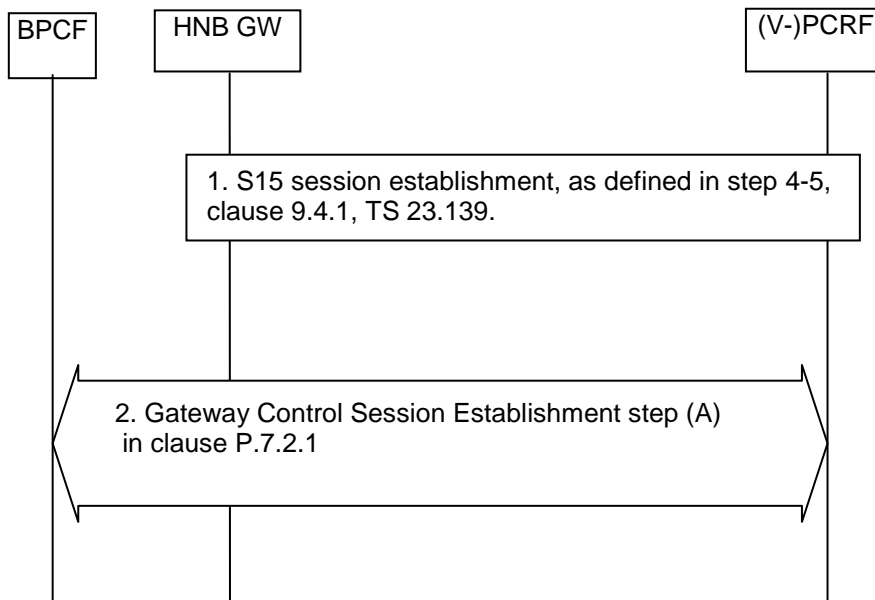 BPCF
HNB GW
(V-)PCRF
1. S15 session establishment, as defined in step 4-5,
clause 9.4.1, TS 23.139.
2. Gateway Control Session Establishment step (A)
in clause P.7.2.1